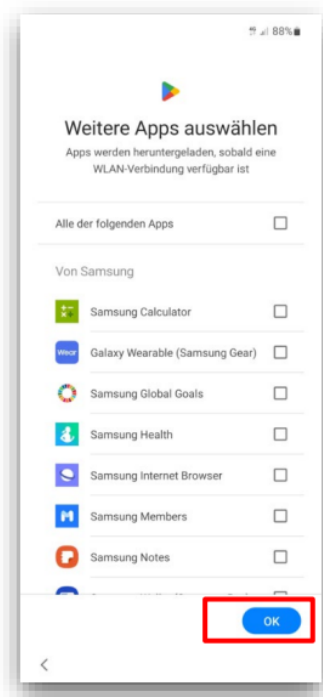 88%
Weitere Apps auswählen
Apps werden heruntergeladen, sobald eine
WLAN-Verbindung verfügbar ist
Alle der folgenden Apps
Von Samsung
Samsung Calculator
Wear Galaxy Wearable (Samsung Gear)
Samsung Global Goals
Samsung Health
Samsung Internet Browser
Samsung Members
Samsung Notes
OK